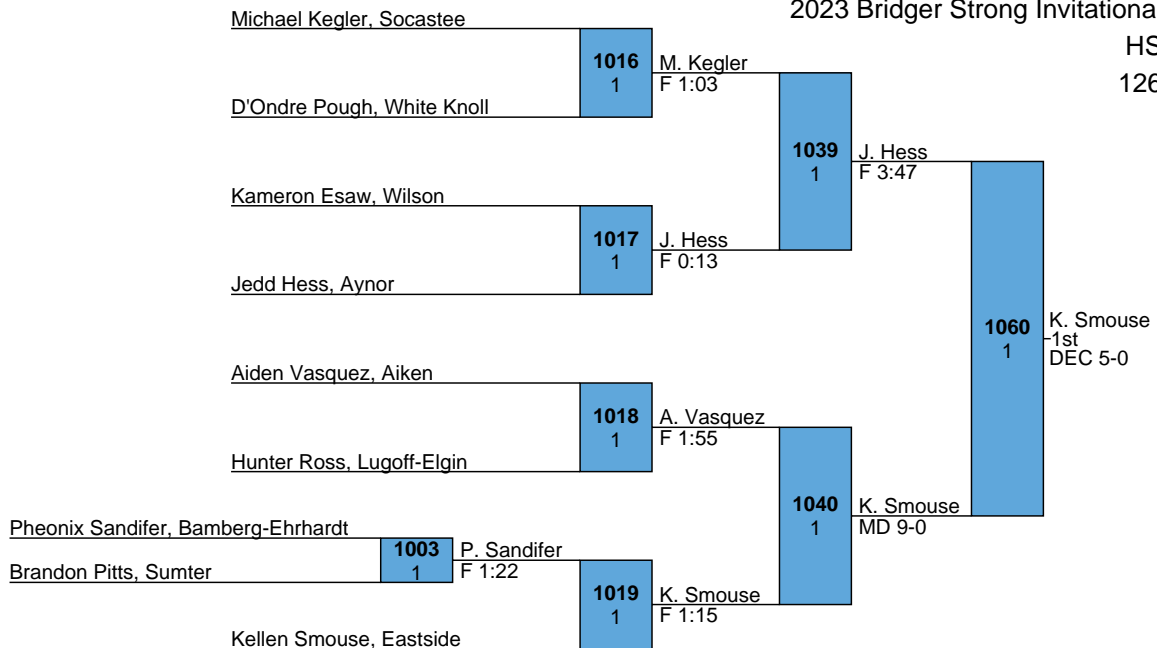 2023 Bridger Strong Invitationa
HS
126
Michael Kegler, Socastee
1016
1
M. Kegler
F 1:03
D'Ondre Pough, White Knoll
1039
1
J. Hess
F 3:47
Kameron Esaw, Wilson
1017
1
J. Hess
F 0:13
Jedd Hess, Aynor
1060
1
K. Smouse
1st
DEC 5-0
Aiden Vasquez, Aiken
1018
1
A. Vasquez
F 1:55
Hunter Ross, Lugoff-Elgin
1040
1
K. Smouse
MD 9-0
Pheonix Sandifer, Bamberg-Ehrhardt
1003
1
P. Sandifer
F 1:22
Brandon Pitts, Sumter
1019
1
K. Smouse
F 1:15
Kellen Smouse, Eastside